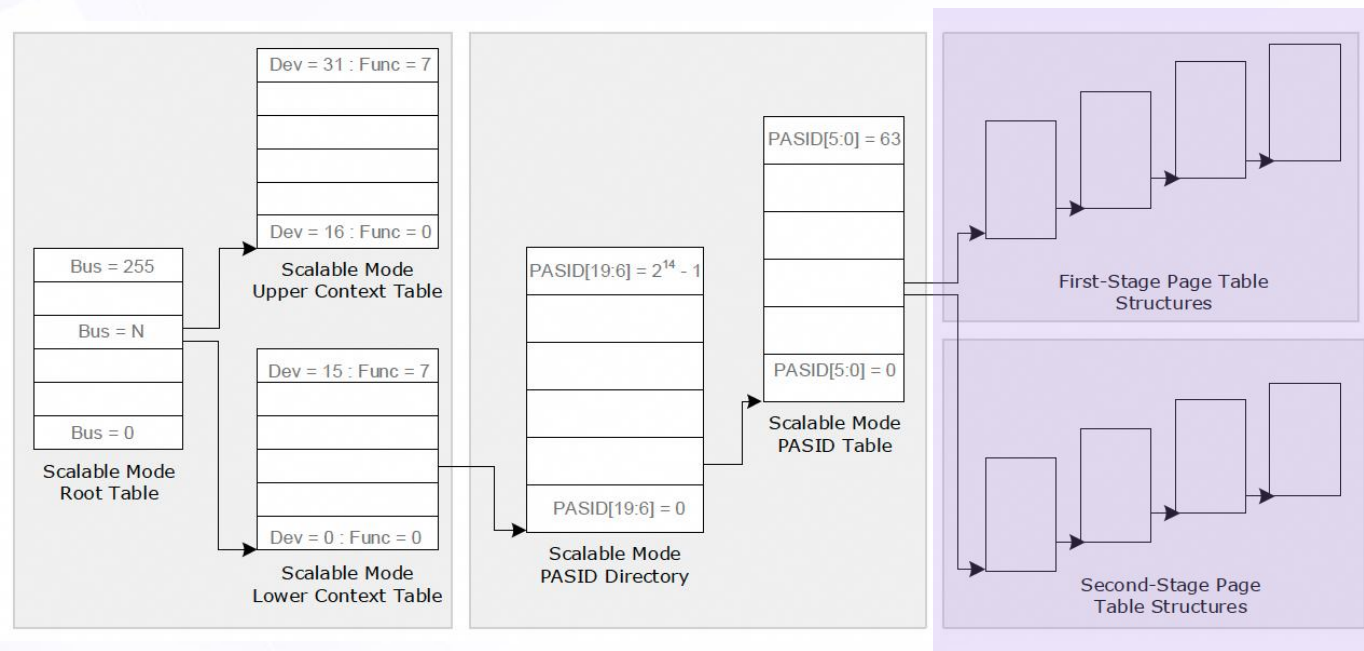 Dev = 31 : Func = 7
Dev = 16 : Func = 0
Scalable Mode
Upper Context Table
Bus = 255
Bus = N
Bus = 0
Scalable Mode
Root Table
Dev = 15 : Func = 7
Dev = 0 : Func = 0
Scalable Mode
Lower Context Table
PASID[19:6] = 2¹⁴ - 1
PASID[19:6] = 0
Scalable Mode
PASID Directory
PASID[5:0] = 63
PASID[5:0] = 0
Scalable Mode
PASID Table
First-Stage Page Table
Structures
Second-Stage Page
Table Structures